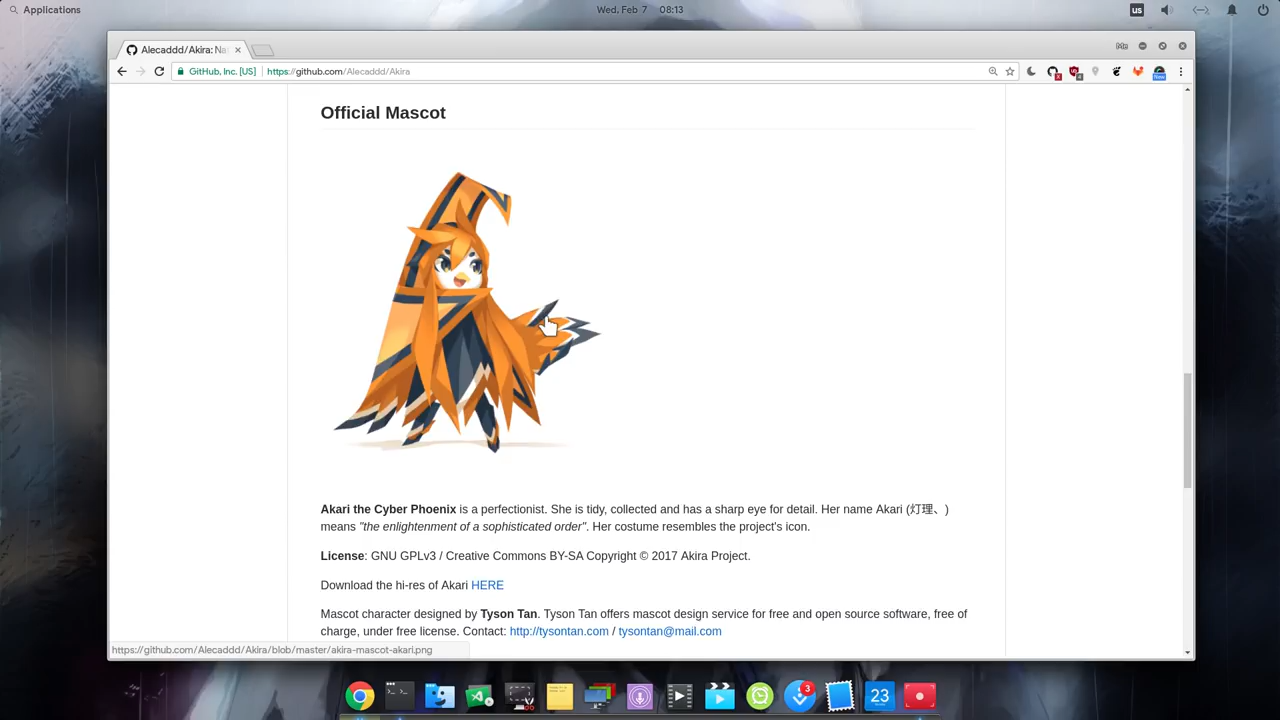 Applications
Wed, Feb 7 08:13
us
Alecaddd/Akira: Na
Me
GitHub, Inc. [US] https://github.com/Alecaddd/Akira
New
Official Mascot
Akari the Cyber Phoenix is a perfectionist. She is tidy, collected and has a sharp eye for detail. Her name Akari (灯理、)
means "the enlightenment of a sophisticated order". Her costume resembles the project's icon.
License: GNU GPLv3 / Creative Commons BY-SA Copyright © 2017 Akira Project.
Download the hi-res of Akari HERE
Mascot character designed by Tyson Tan. Tyson Tan offers mascot design service for free and open source software, free of
charge, under free license. Contact: http://tysontan.com / tysontan@mail.com
https://github.com/Alecaddd/Akira/blob/master/akira-mascot-akari.png
3
23